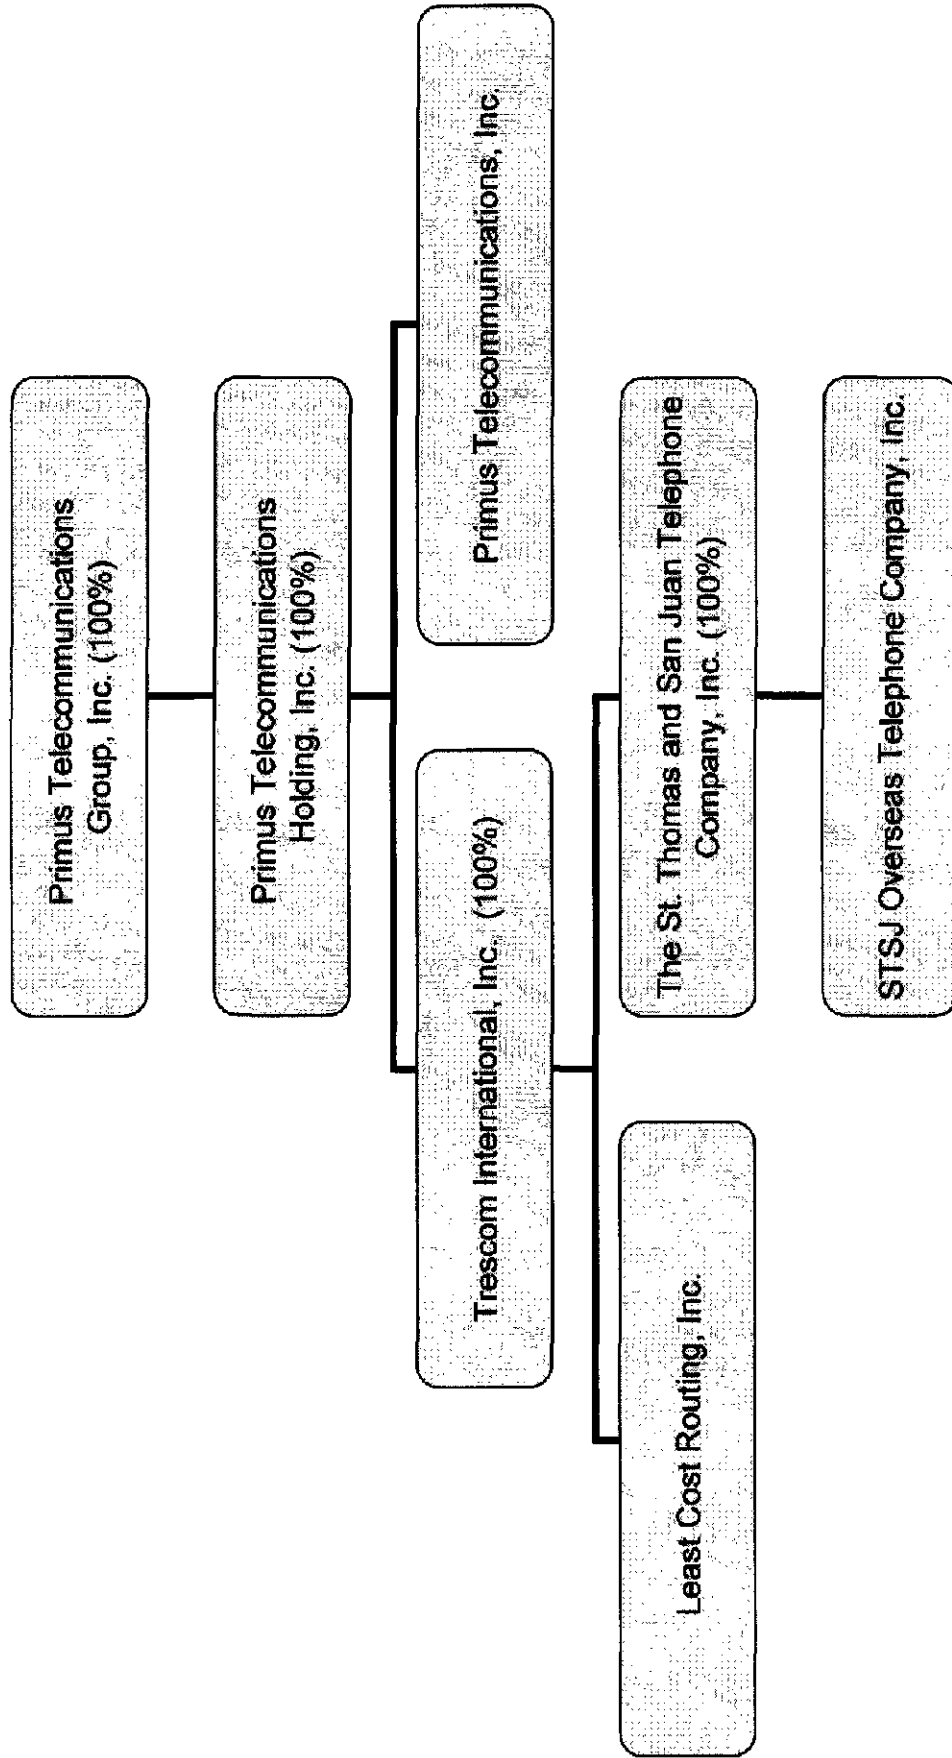 Primus Telecommunications
Group, Inc. (100%)
Primus Telecommunications
Holding, Inc. (100%)
Trescom International, Inc. (100%)
Primus Telecommunications, Inc.
Least Cost Routing, Inc.
The St. Thomas and San Juan Telephone
Company, Inc. (100%)
STSJ Overseas Telephone Company, Inc.